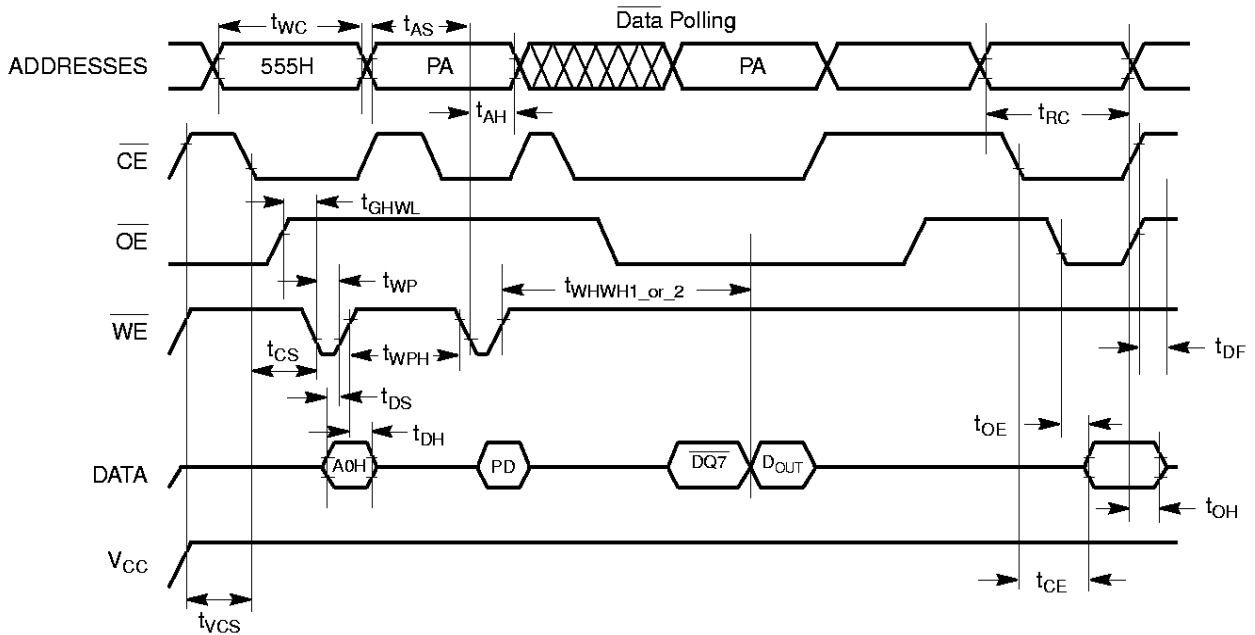 Data Polling
tWC
tAS
ADDRESSES
555H
PA
PA
tAH
tRC
CE
tGHWL
OE
tWP
tWHWH1_or_2
WE
tCS
tWPH
tDF
tDS
tOE
tDH
DATA
A0H
PD
DQ7
DOUT
tOH
VCC
tCE
tVCS